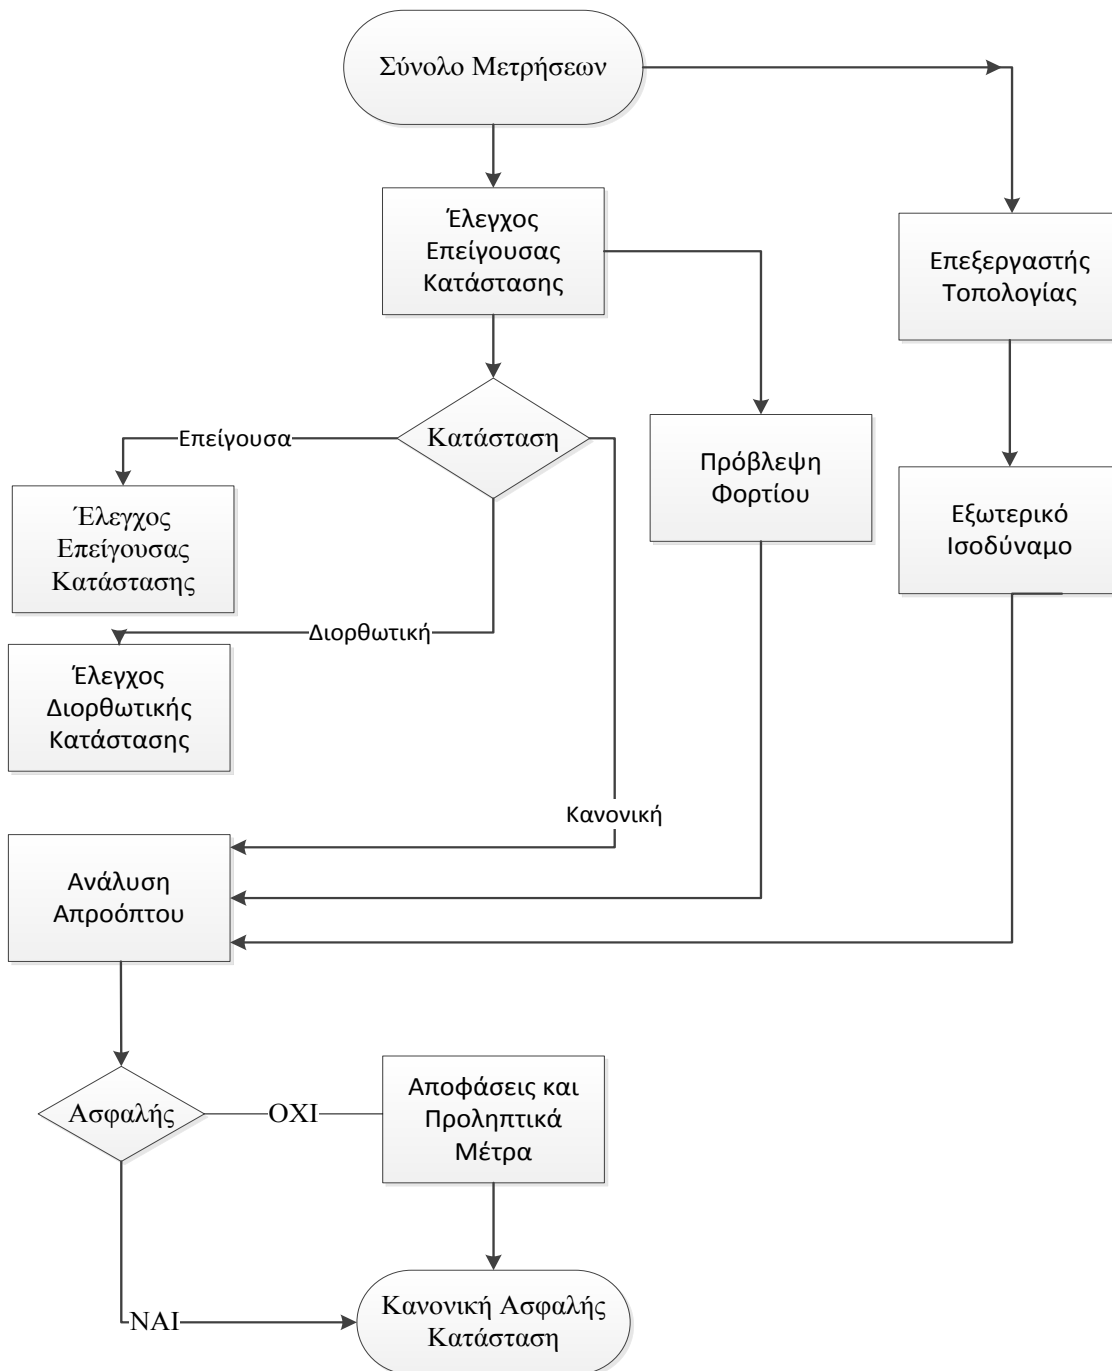 Σύνολο Μετρήσεων
Έλεγχος
Επείγουσας
Κατάστασης
Επεξεργαστής
Τοπολογίας
Επείγουσα
Κατάσταση
Πρόβλεψη
Φορτίου
Έλεγχος
Επείγουσας
Κατάστασης
Εξωτερικό
Ισοδύναμο
Διορθωτική
Έλεγχος
Διορθωτικής
Κατάστασης
Κανονική
Ανάλυση
Απροόπτου
Ασφαλής
ΟΧΙ
Αποφάσεις και
Προληπτικά
Μέτρα
ΝΑΙ
Κανονική Ασφαλής
Κατάσταση